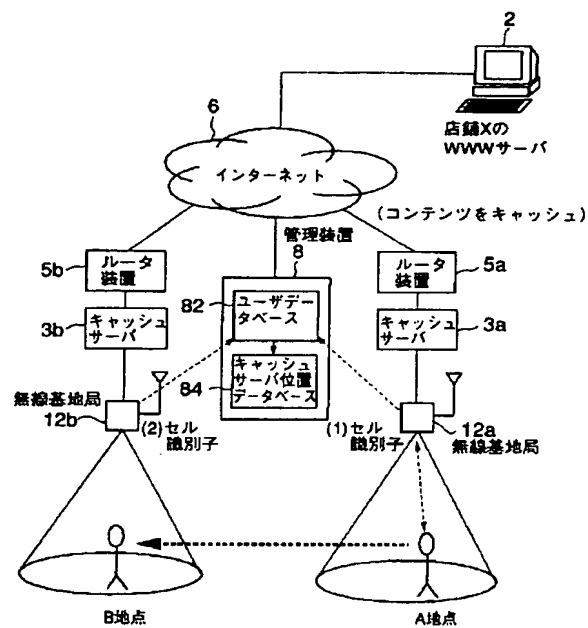 2
店舗Xの
WWWサーバ
6
インターネット
(コンテンツをキャッシュ)
管理装置
8
5b
ルータ
装置
5a
ルータ
装置
82
ユーザデー
タベース
3b
キャッシュ
サーバ
3a
キャッシュ
サーバ
84
キャッシュ
サーバ位置
データベース
無線基地局
12b
(2)セル
識別子
(1)セル
識別子
12a
無線基地局
B地点
A地点